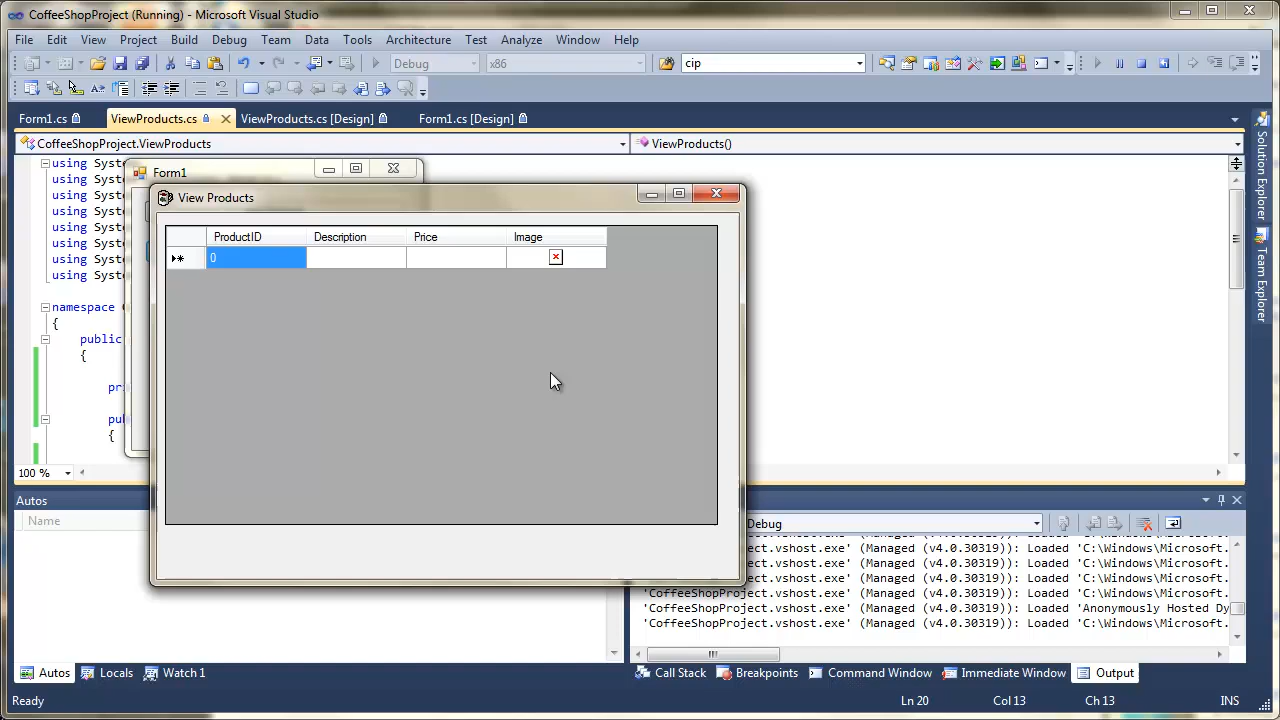 CoffeeShopProject (Running) - Microsoft Visual Studio
File Edit View Project Build Debug Team Data Tools Architecture Test Analyze Window Help
Debug x86 cip
Form1.cs ViewProducts.cs ViewProducts.cs [Design] Form1.cs [Design]
CoffeeShopProject.ViewProducts ViewProducts()
using Syste
using Syste
using Syste
using Syste
using Syste
using Syste
using Syste
using Syste
namespace C
{
public
{
pri
pub
{
Form1
View Products
ProductID Description Price Image
0
100 %
Autos
Name
Debug
Project.vshost.exe' (Managed (v4.0.30319)): Loaded 'C:\Windows\Microsoft.
Project.vshost.exe' (Managed (v4.0.30319)): Loaded 'C:\Windows\Microsoft.
Project.vshost.exe' (Managed (v4.0.30319)): Loaded 'C:\Windows\Microsoft.
'CoffeeShopProject.vshost.exe' (Managed (v4.0.30319)): Loaded 'C:\Windows\Microsoft.
'CoffeeShopProject.vshost.exe' (Managed (v4.0.30319)): Loaded 'Anonymously Hosted Dy
'CoffeeShopProject.vshost.exe' (Managed (v4.0.30319)): Loaded 'C:\Windows\Microsoft.
Autos Locals Watch 1 Call Stack Breakpoints Command Window Immediate Window Output
Ready Ln 20 Col 13 Ch 13 INS
Solution Explorer
Team Explorer